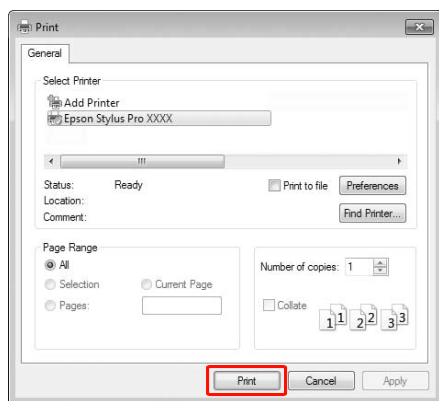 Print
General
Select Printer
Add Printer
Epson Stylus Pro XXXX
Status: Ready
Print to file
Preferences
Location:
Comment:
Find Printer...
Page Range
All
Selection
Current Page
Pages:
Number of copies: 1
Collate
1 1 2 2 3 3
Print
Cancel
Apply